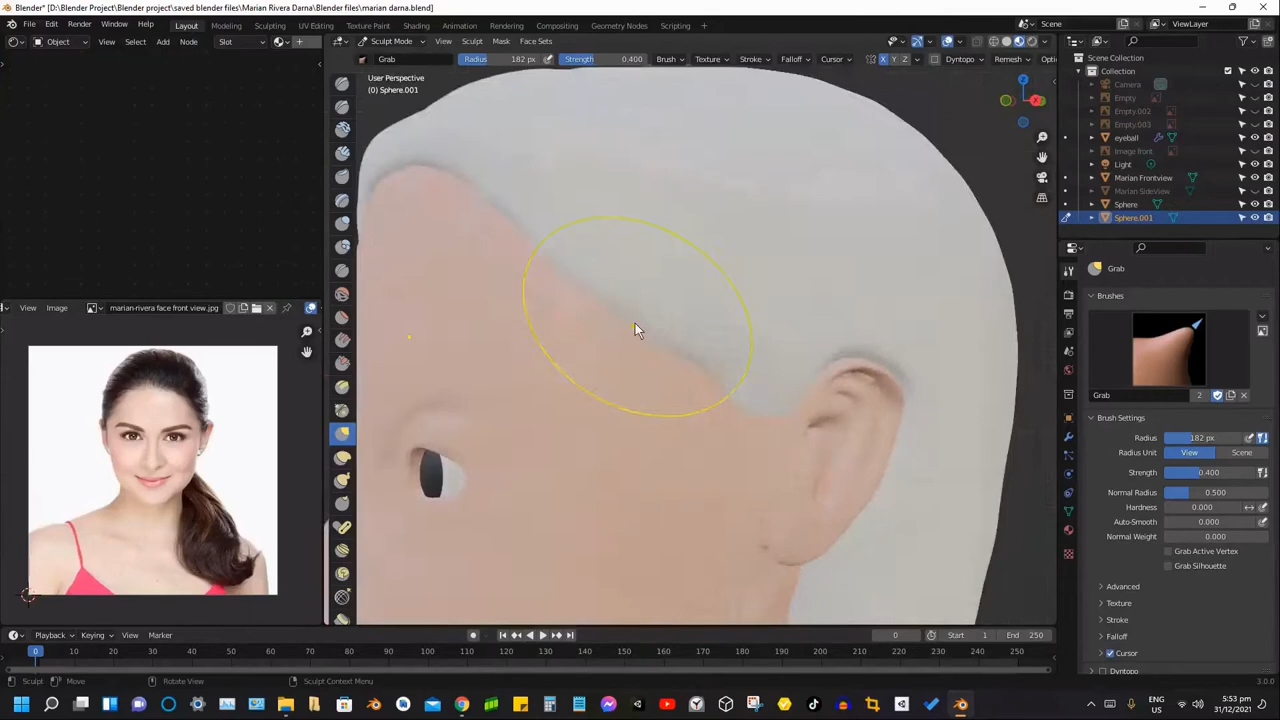 Blender* [D:\Blender Project\saved blender files\Marian Rivera Darna\Blender files\marian darna.blend]
File Edit Render Window Help Layout Modeling Sculpting UV Editing Texture Paint Shading Animation Rendering Compositing Geometry Nodes Scripting Scene ViewLayer
Object View Select Add Node Slot
Sculpt Mode View Sculpt Mask Face Sets
Grab Radius 182 px Strength 0.400 Brush Texture Stroke Falloff Cursor X Y Z Dyntopo Remesh Opti
User Perspective
(0) Sphere.001
Z
Scene Collection
Collection
Camera
Empty
Empty.002
Empty.003
eyeball
Image front
Light
Marian Frontview
Marian SideView
Sphere
Sphere.001
Grab
Brushes
Grab 2
Brush Settings
Radius 182 px
Radius Unit View Scene
Strength 0.400
Normal Radius 0.500
Hardness 0.000
Auto-Smooth 0.000
Normal Weight 0.000
Grab Active Vertex
Grab Silhouette
Advanced
Texture
Stroke
Falloff
Cursor
Dyntopo
View Image marian-rivera face front view.jpg
Playback Keying View Marker 0 Start 1 End 250
0 10 20 30 40 50 60 70 80 90 100 110 120 130 140 150 160 170 180 190 200 210 220 230 240 250
Sculpt Move Rotate View Sculpt Context Menu 3.0.0
ENG
US
5:53 pm
31/12/2021